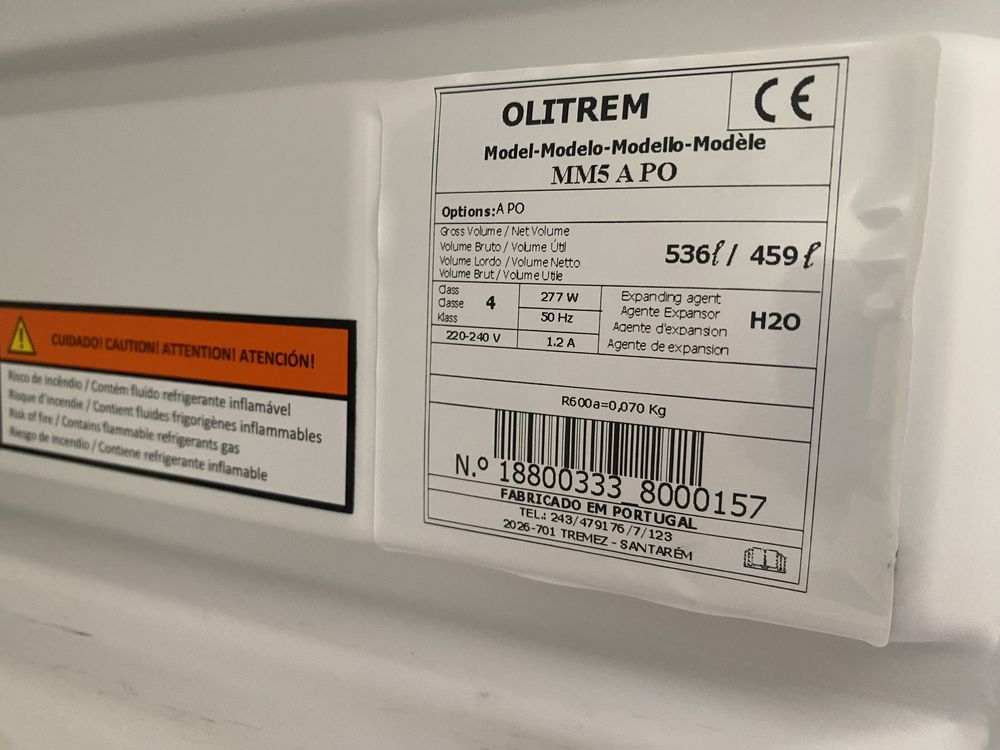 OLITREM
CE
Model-Modelo-Modello-Modèle
MM5 A PO
Options:A PO
Gross Volume / Net Volume
Volume Bruto / Volume Útil
Volume Lordo / Volume Netto
Volume Brut / Volume Utile
536ℓ / 459ℓ
Class
Classe
Klass
4
277 W
50 Hz
220-240 V
1.2 A
Expanding agent
Agente Expansor
Agente d'expansion
Agente de expansion
H2O
R600a=0,070 Kg
N.º 18800333 8000157
FABRICADO EM PORTUGAL
TEL.: 243/479176/7/123
2026-701 TREMEZ - SANTARÉM
CUIDADO! CAUTION! ATTENTION! ATENCIÓN!
Risco de incêndio / Contém fluído refrigerante inflamável
Risque d'incendie / Contient fluides frigorigènes inflammables
Risk of fire / Contains flammable refrigerants gas
Riesgo de incendio / Contiene refrigerante inflamable